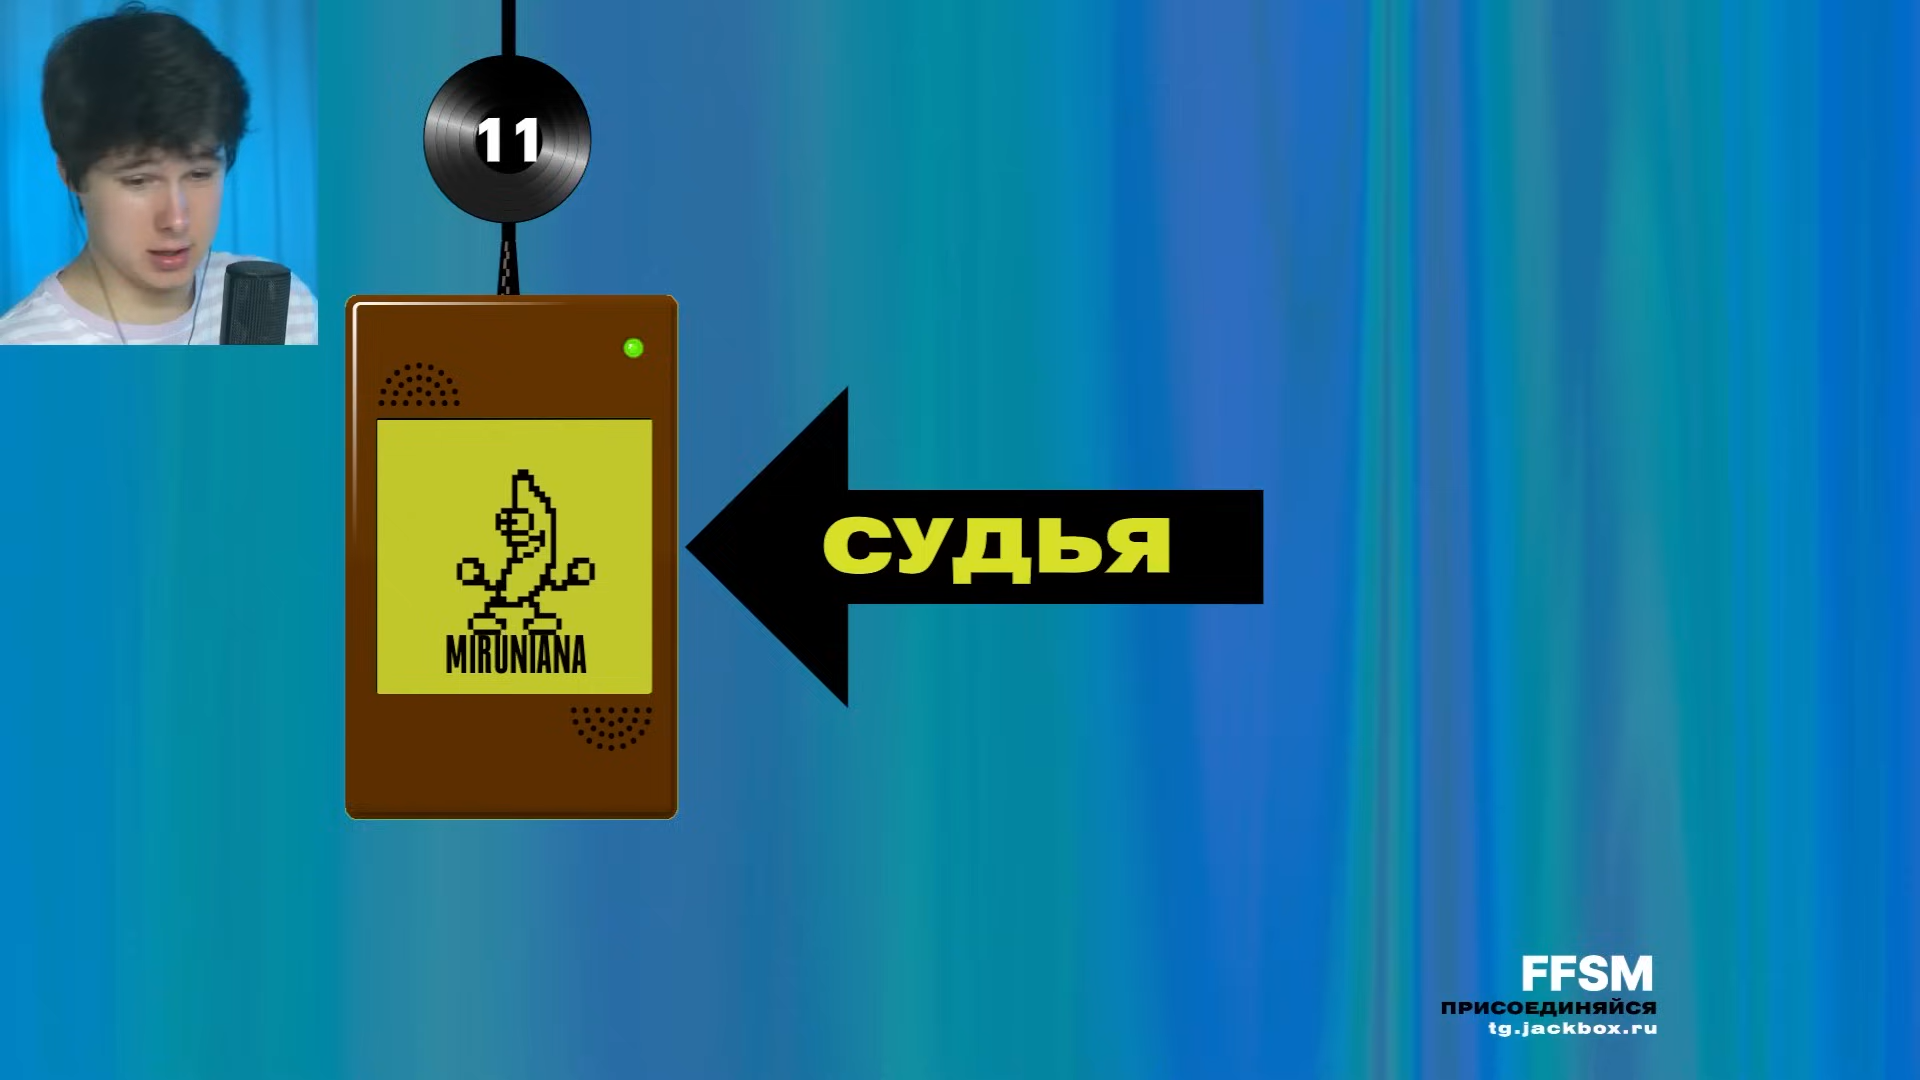 11
СУДЬЯ
MIRUNIANA
FFSM
ПРИСОЕДИНЯЙСЯ
tg.jackbox.ru